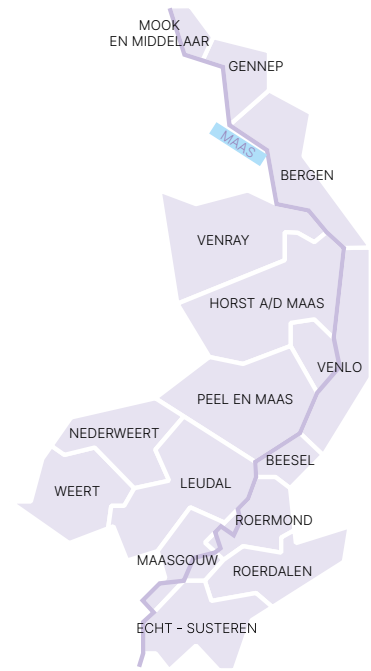 MOOK
EN MIDDELAAR
GENNEP
MAAS
BERGEN
VENRAY
HORST A/D MAAS
VENLO
PEEL EN MAAS
NEDERWEERT
BEESEL
LEUDAL
WEERT
ROERMOND
MAASGOUW
ROERDALEN
ECHT - SUSTEREN